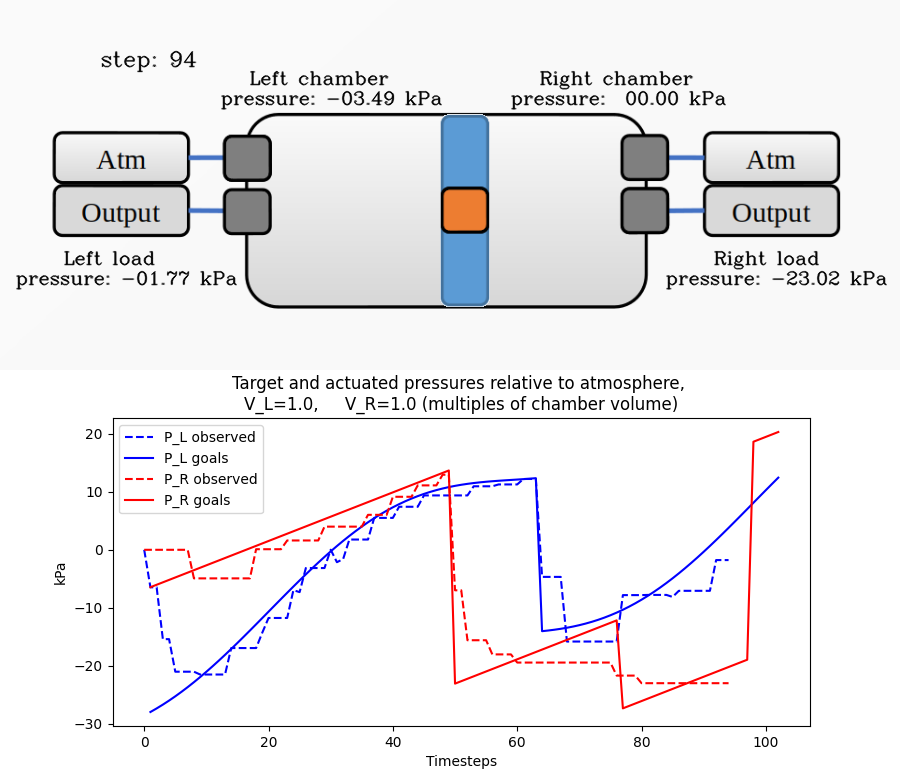 step: 94
Left chamber
pressure: −03.49 kPa
Right chamber
pressure: 00.00 kPa
Atm
Output
Atm
Output
Left load
pressure: −01.77 kPa
Right load
pressure: −23.02 kPa
Target and actuated pressures relative to atmosphere,
V_L=1.0, V_R=1.0 (multiples of chamber volume)
P_L observed
P_L goals
P_R observed
P_R goals
kPa
20
10
0
−10
−20
−30
0 20 40 60 80 100
Timesteps